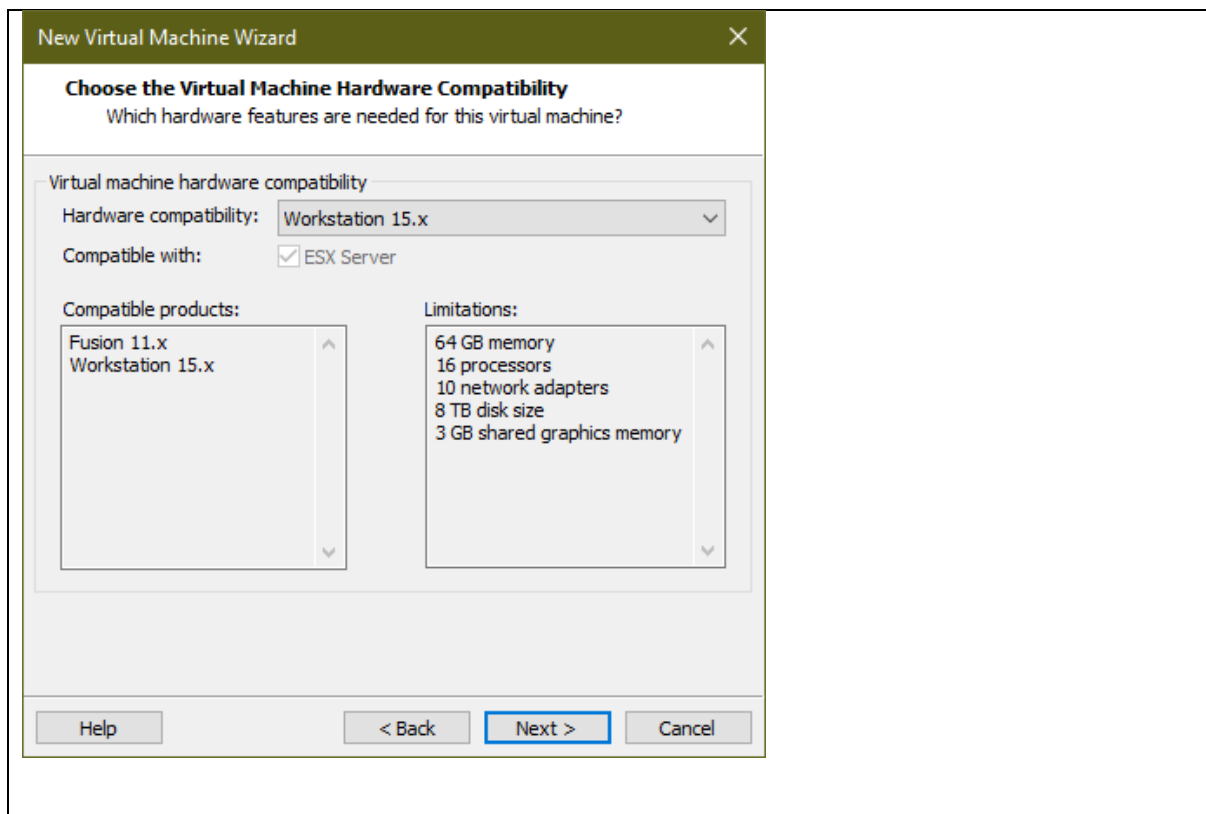 New Virtual Machine Wizard
Choose the Virtual Machine Hardware Compatibility
Which hardware features are needed for this virtual machine?
Virtual machine hardware compatibility
Hardware compatibility: Workstation 15.x
Compatible with: ESX Server
Compatible products:
Fusion 11.x
Workstation 15.x
Limitations:
64 GB memory
16 processors
10 network adapters
8 TB disk size
3 GB shared graphics memory
Help < Back Next > Cancel